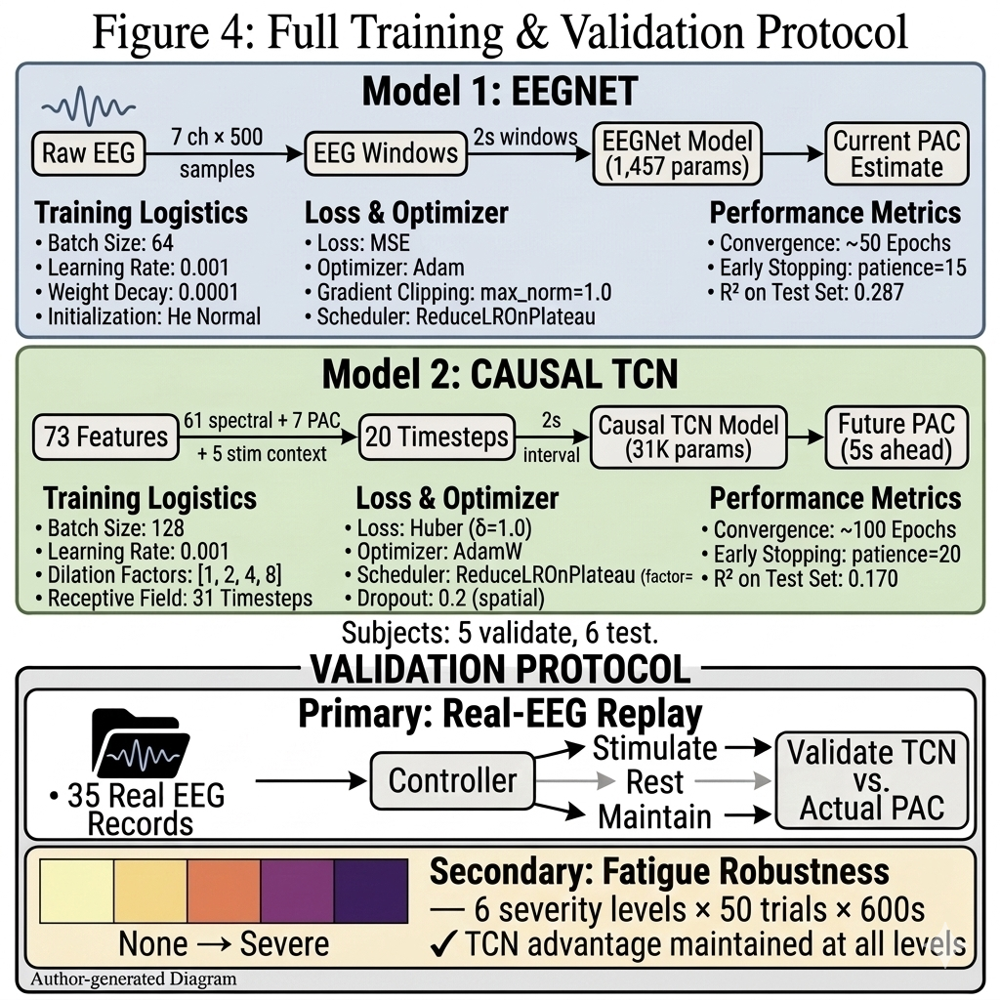 Figure 4: Full Training & Validation Protocol
Model 1: EEGNET
Raw EEG
7 ch × 500
samples
EEG Windows
2s windows
EEGNet Model
(1,457 params)
Current PAC
Estimate
Training Logistics
• Batch Size: 64
• Learning Rate: 0.001
• Weight Decay: 0.0001
• Initialization: He Normal
Loss & Optimizer
• Loss: MSE
• Optimizer: Adam
• Gradient Clipping: max_norm=1.0
• Scheduler: ReduceLROnPlateau
Performance Metrics
• Convergence: ~50 Epochs
• Early Stopping: patience=15
• R² on Test Set: 0.287
Model 2: CAUSAL TCN
73 Features
61 spectral + 7 PAC
+ 5 stim context
20 Timesteps
2s
interval
Causal TCN Model
(31K params)
Future PAC
(5s ahead)
Training Logistics
• Batch Size: 128
• Learning Rate: 0.001
• Dilation Factors: [1, 2, 4, 8]
• Receptive Field: 31 Timesteps
Loss & Optimizer
• Loss: Huber (δ=1.0)
• Optimizer: AdamW
• Scheduler: ReduceLROnPlateau (factor=
• Dropout: 0.2 (spatial)
Performance Metrics
• Convergence: ~100 Epochs
• Early Stopping: patience=20
• R² on Test Set: 0.170
Subjects: 5 validate, 6 test.
VALIDATION PROTOCOL
Primary: Real-EEG Replay
• 35 Real EEG
Records
Controller
Stimulate
Rest
Maintain
Validate TCN
vs.
Actual PAC
None → Severe
Secondary: Fatigue Robustness
— 6 severity levels × 50 trials × 600s
✓ TCN advantage maintained at all levels
Author-generated Diagram